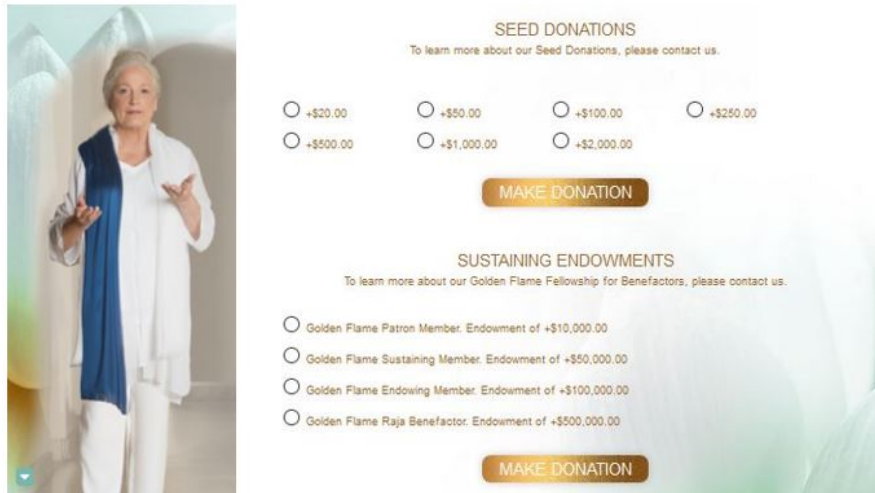 SEED DONATIONS
To learn more about our Seed Donations, please contact us.
+$20.00 +$50.00 +$100.00 +$250.00
+$500.00 +$1,000.00 +$2,000.00
MAKE DONATION
SUSTAINING ENDOWMENTS
To learn more about our Golden Flame Fellowship for Benefactors, please contact us.
Golden Flame Patron Member. Endowment of +$10,000.00
Golden Flame Sustaining Member. Endowment of +$50,000.00
Golden Flame Endowing Member. Endowment of +$100,000.00
Golden Flame Raja Benefactor. Endowment of +$500,000.00
MAKE DONATION